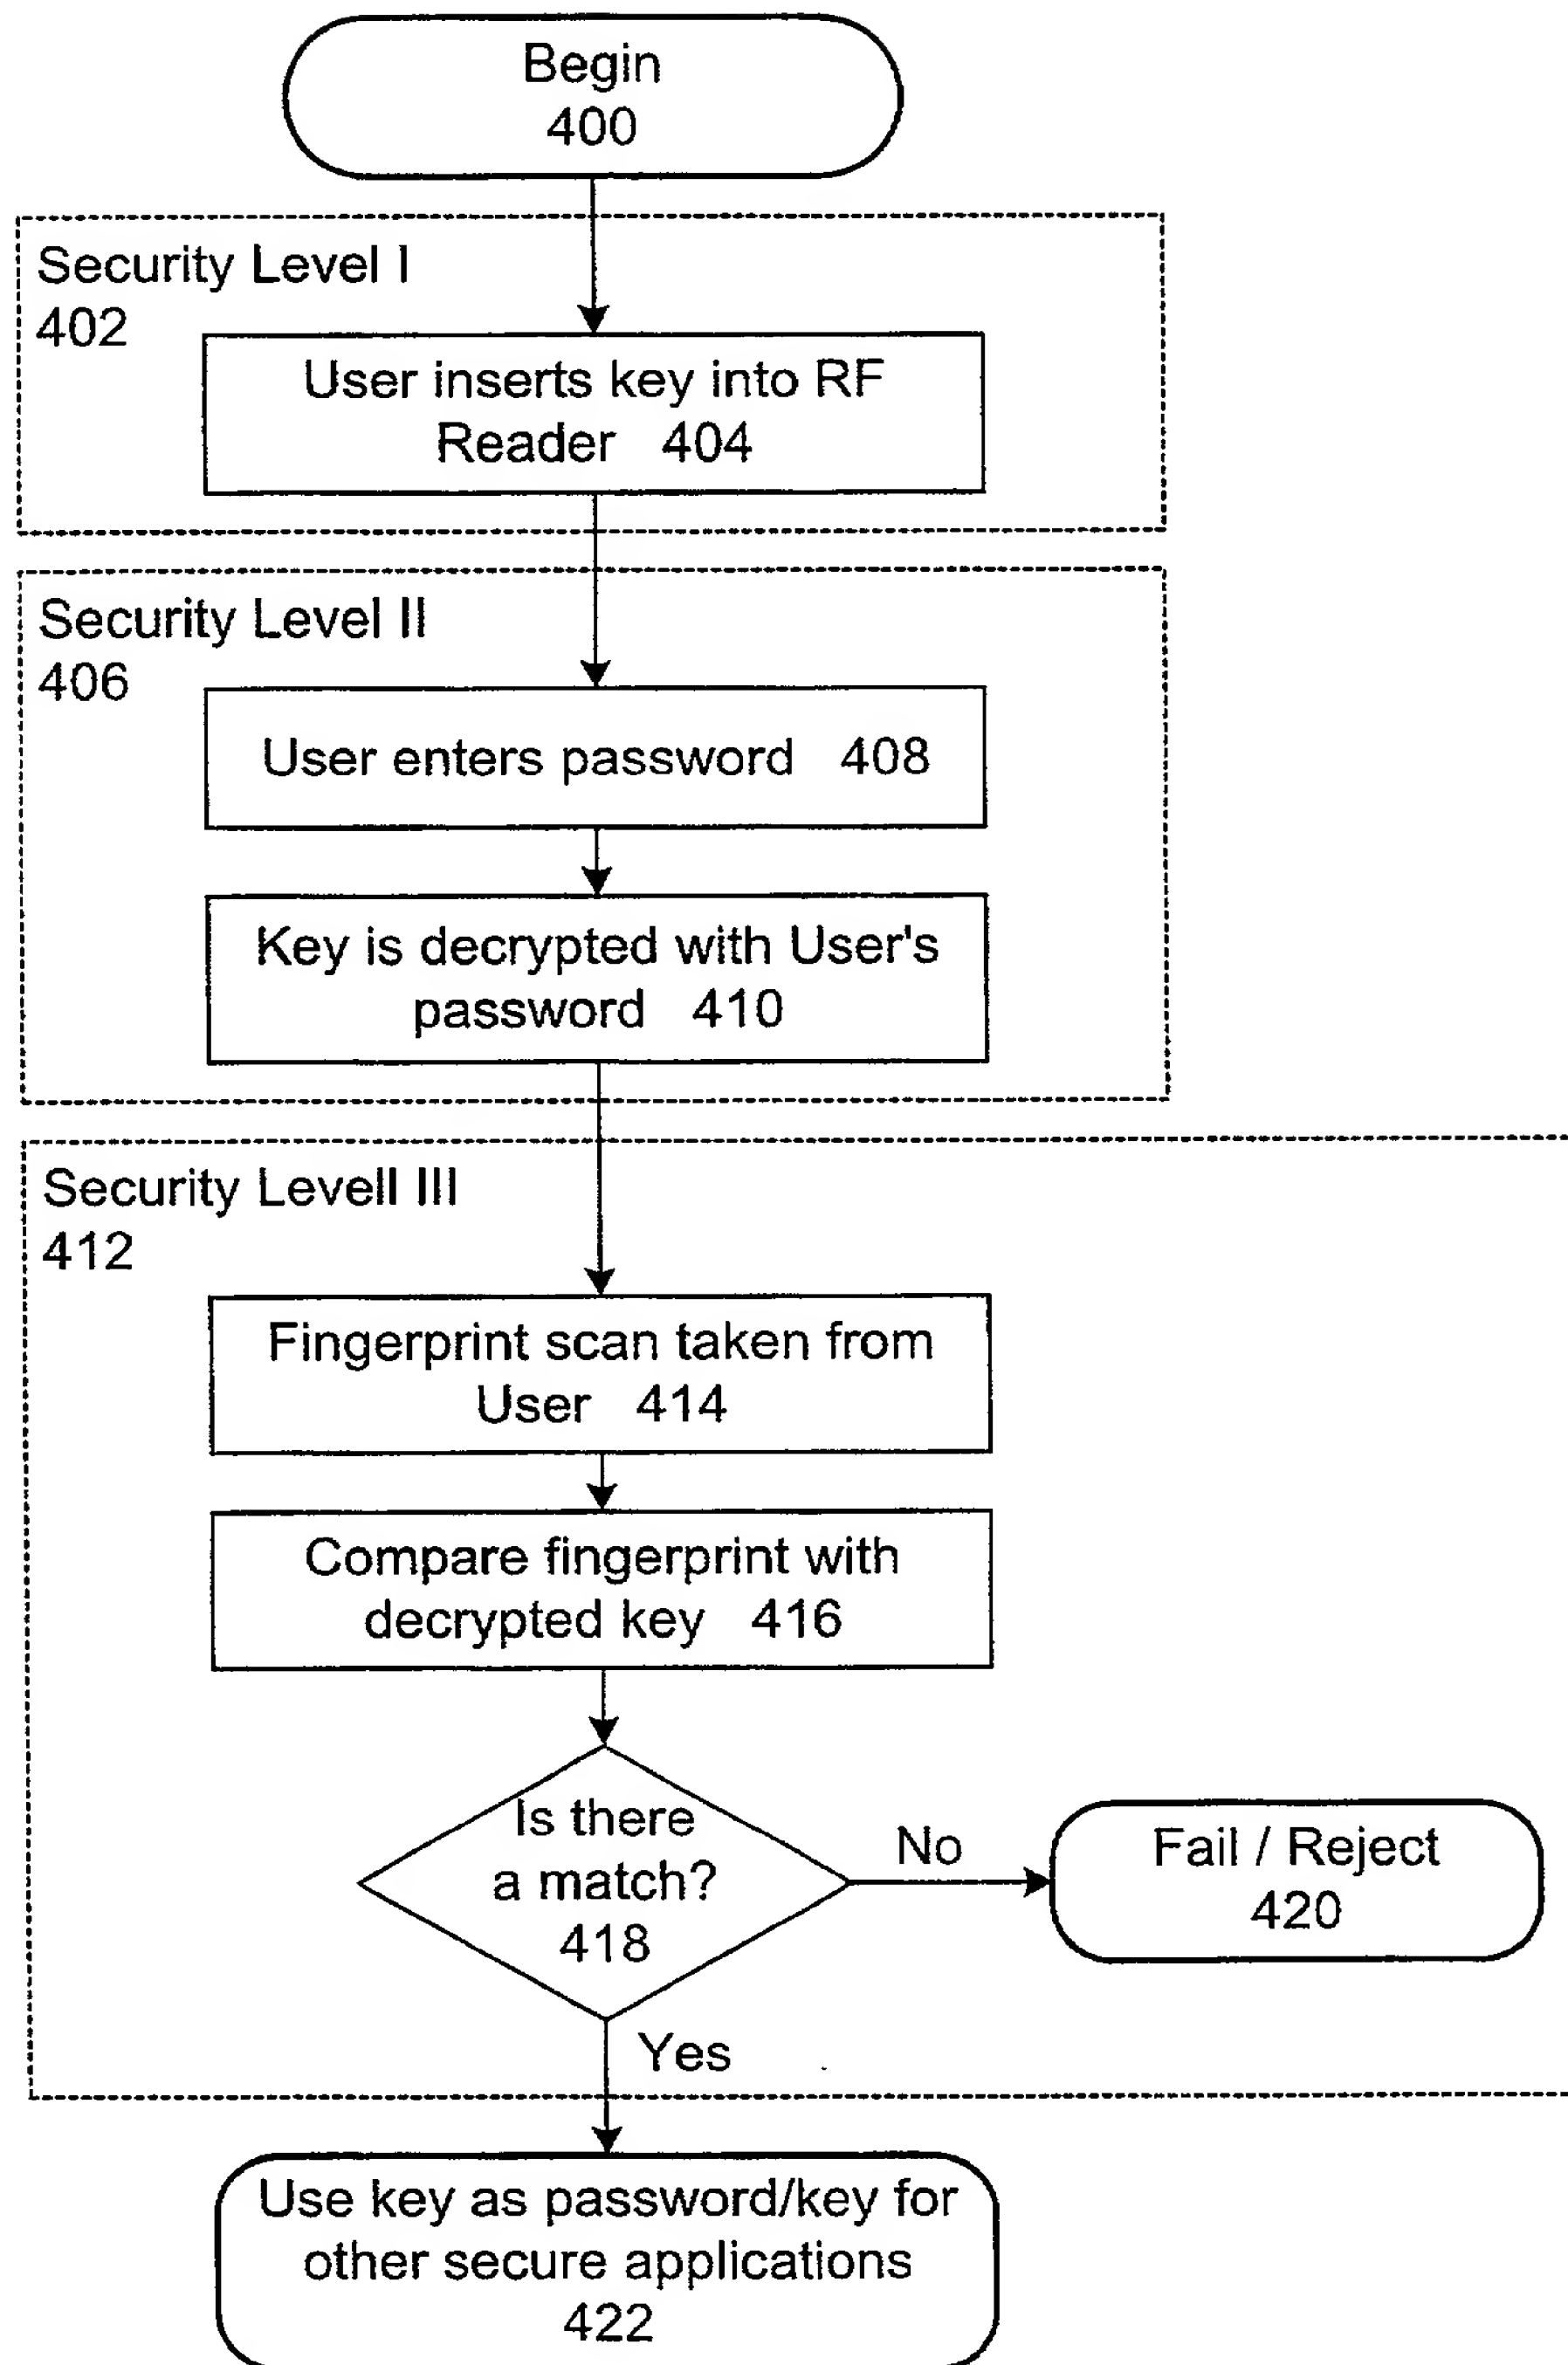 Begin
400
Security Level I
402
User inserts key into RF
Reader 404
Security Level II
406
User enters password 408
Key is decrypted with User's
password 410
Security Levell III
412
Fingerprint scan taken from
User 414
Compare fingerprint with
decrypted key 416
Is there
a match?
418
No
Fail / Reject
420
Yes
Use key as password/key for
other secure applications
422